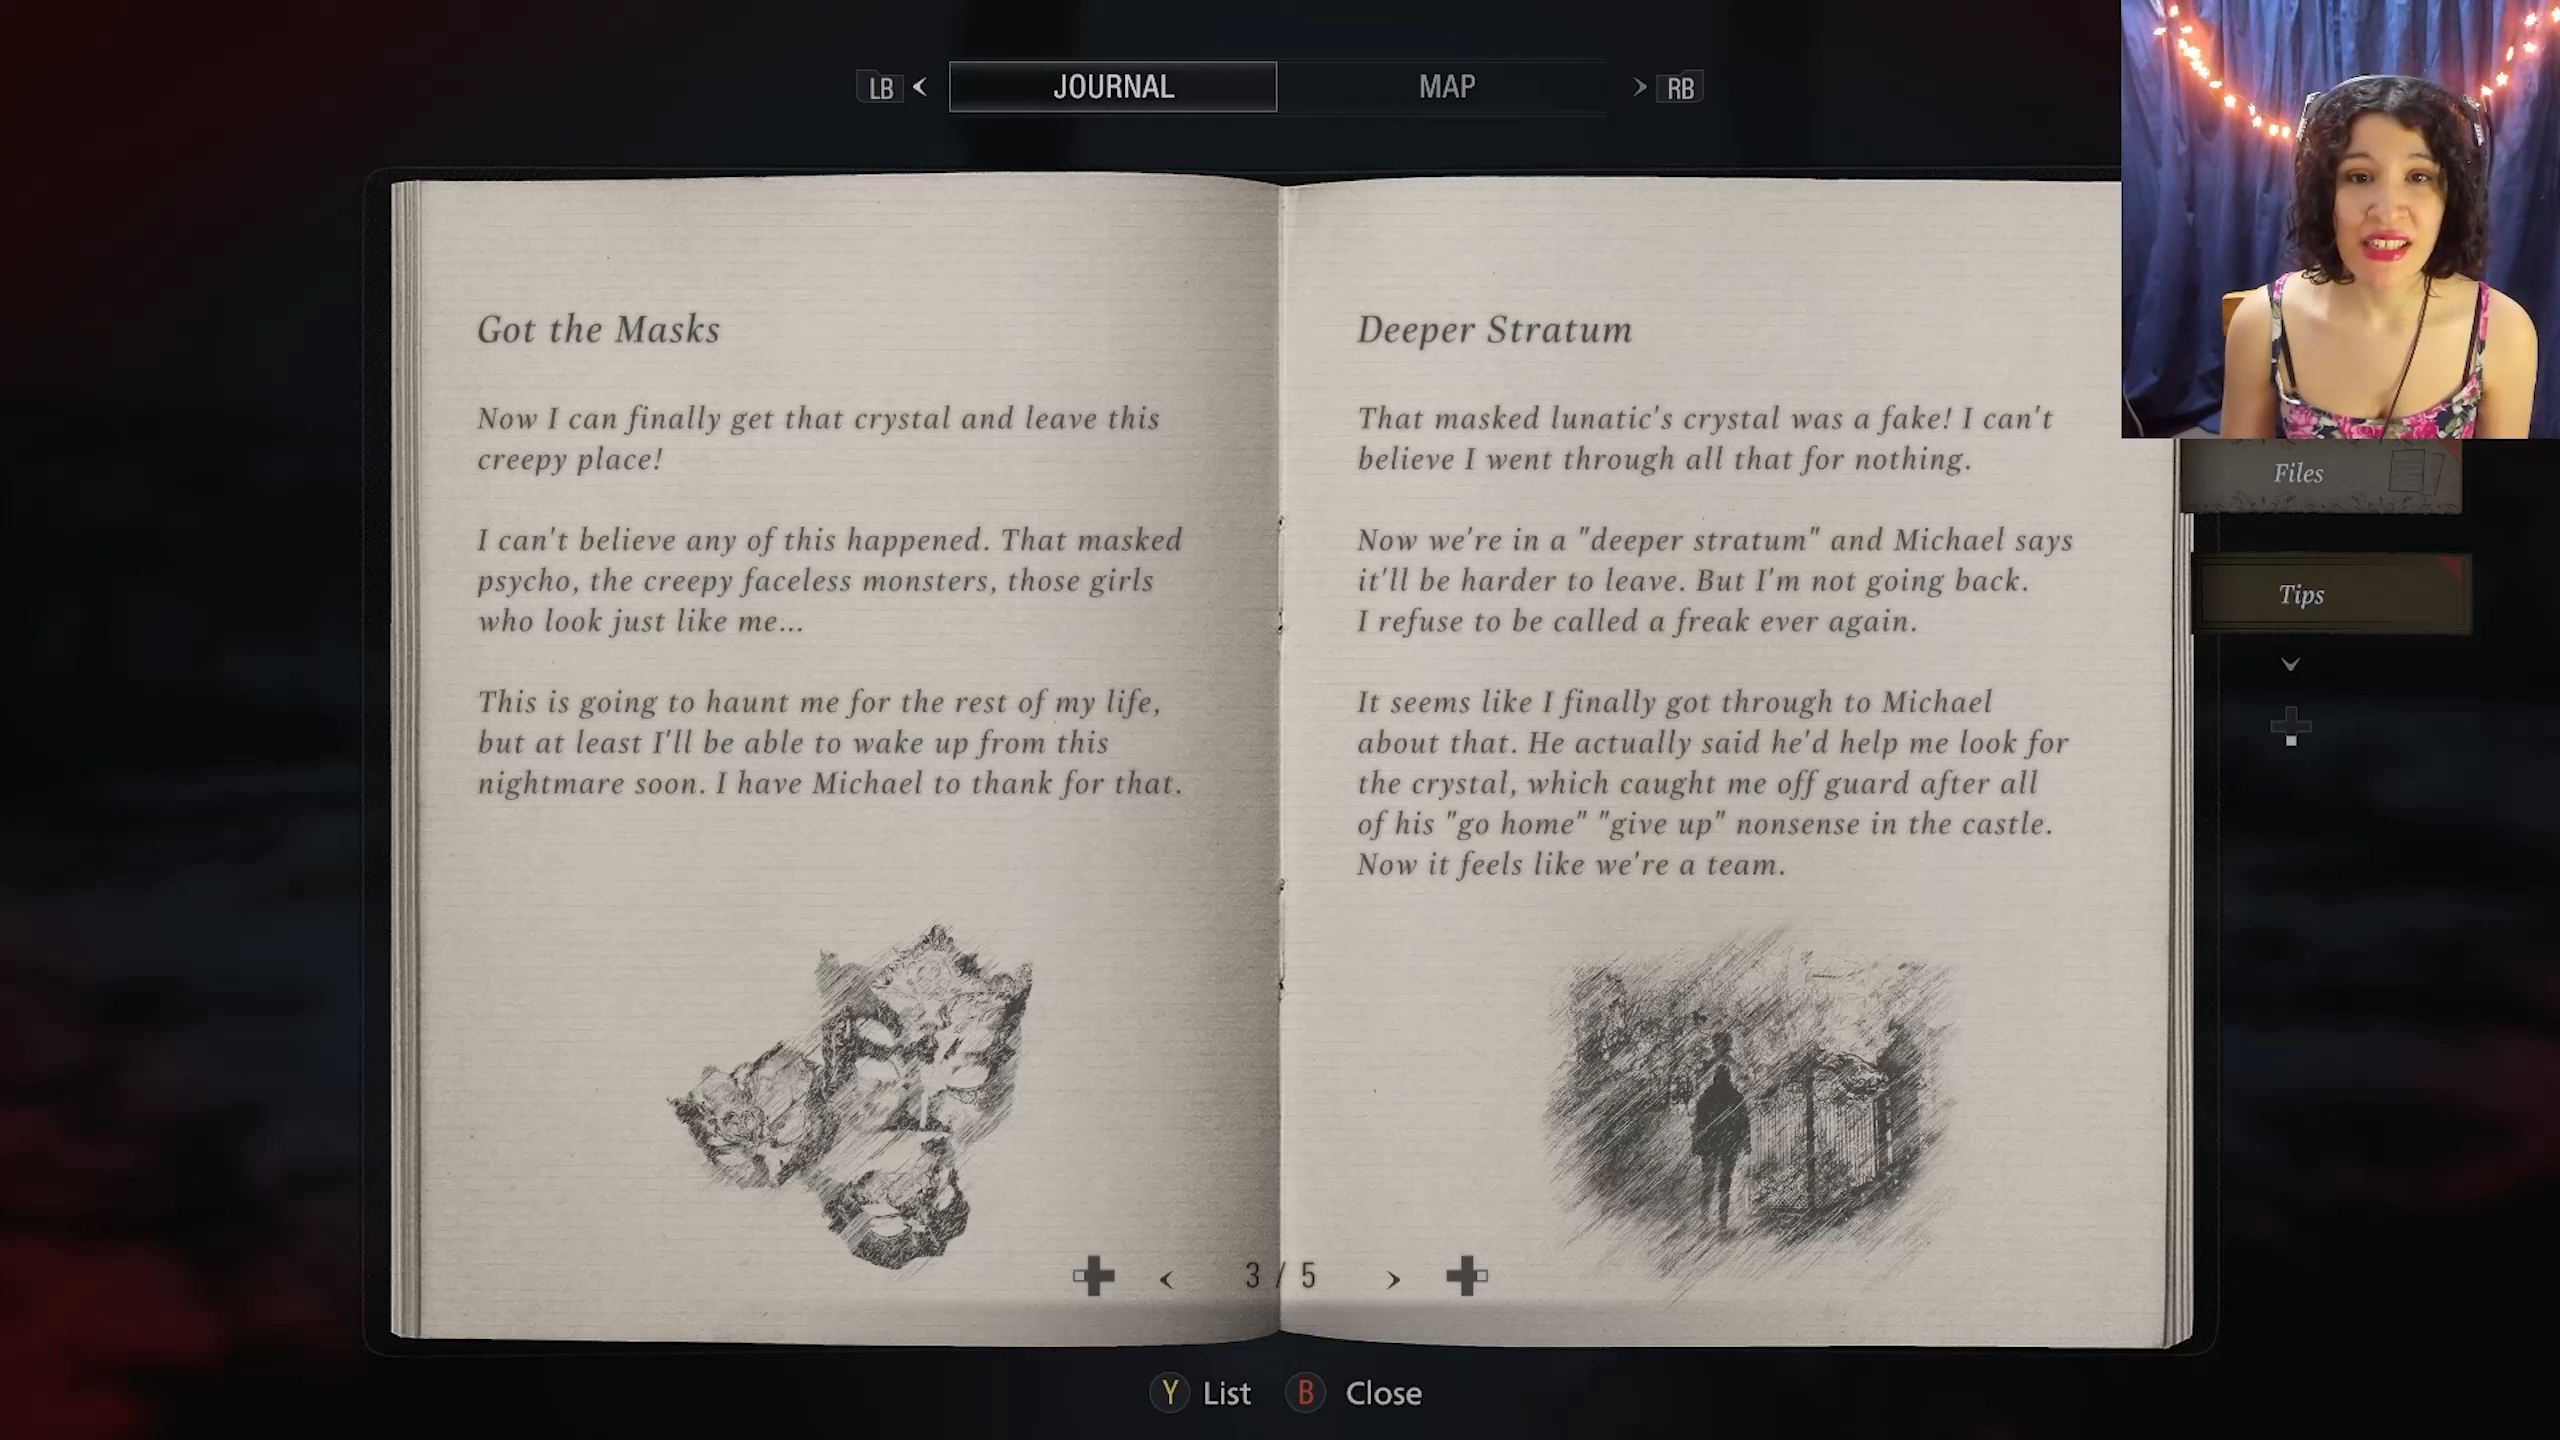 LB
JOURNAL
MAP
RB
Got the Masks
Now I can finally get that crystal and leave this
creepy place!
I can't believe any of this happened. That masked
psycho, the creepy faceless monsters, those girls
who look just like me...
This is going to haunt me for the rest of my life,
but at least I'll be able to wake up from this
nightmare soon. I have Michael to thank for that.
Deeper Stratum
That masked lunatic's crystal was a fake! I can't
believe I went through all that for nothing.
Now we're in a "deeper stratum" and Michael says
it'll be harder to leave. But I'm not going back.
I refuse to be called a freak ever again.
It seems like I finally got through to Michael
about that. He actually said he'd help me look for
the crystal, which caught me off guard after all
of his "go home" "give up" nonsense in the castle.
Now it feels like we're a team.
Files
Tips
3 / 5
Y List B Close